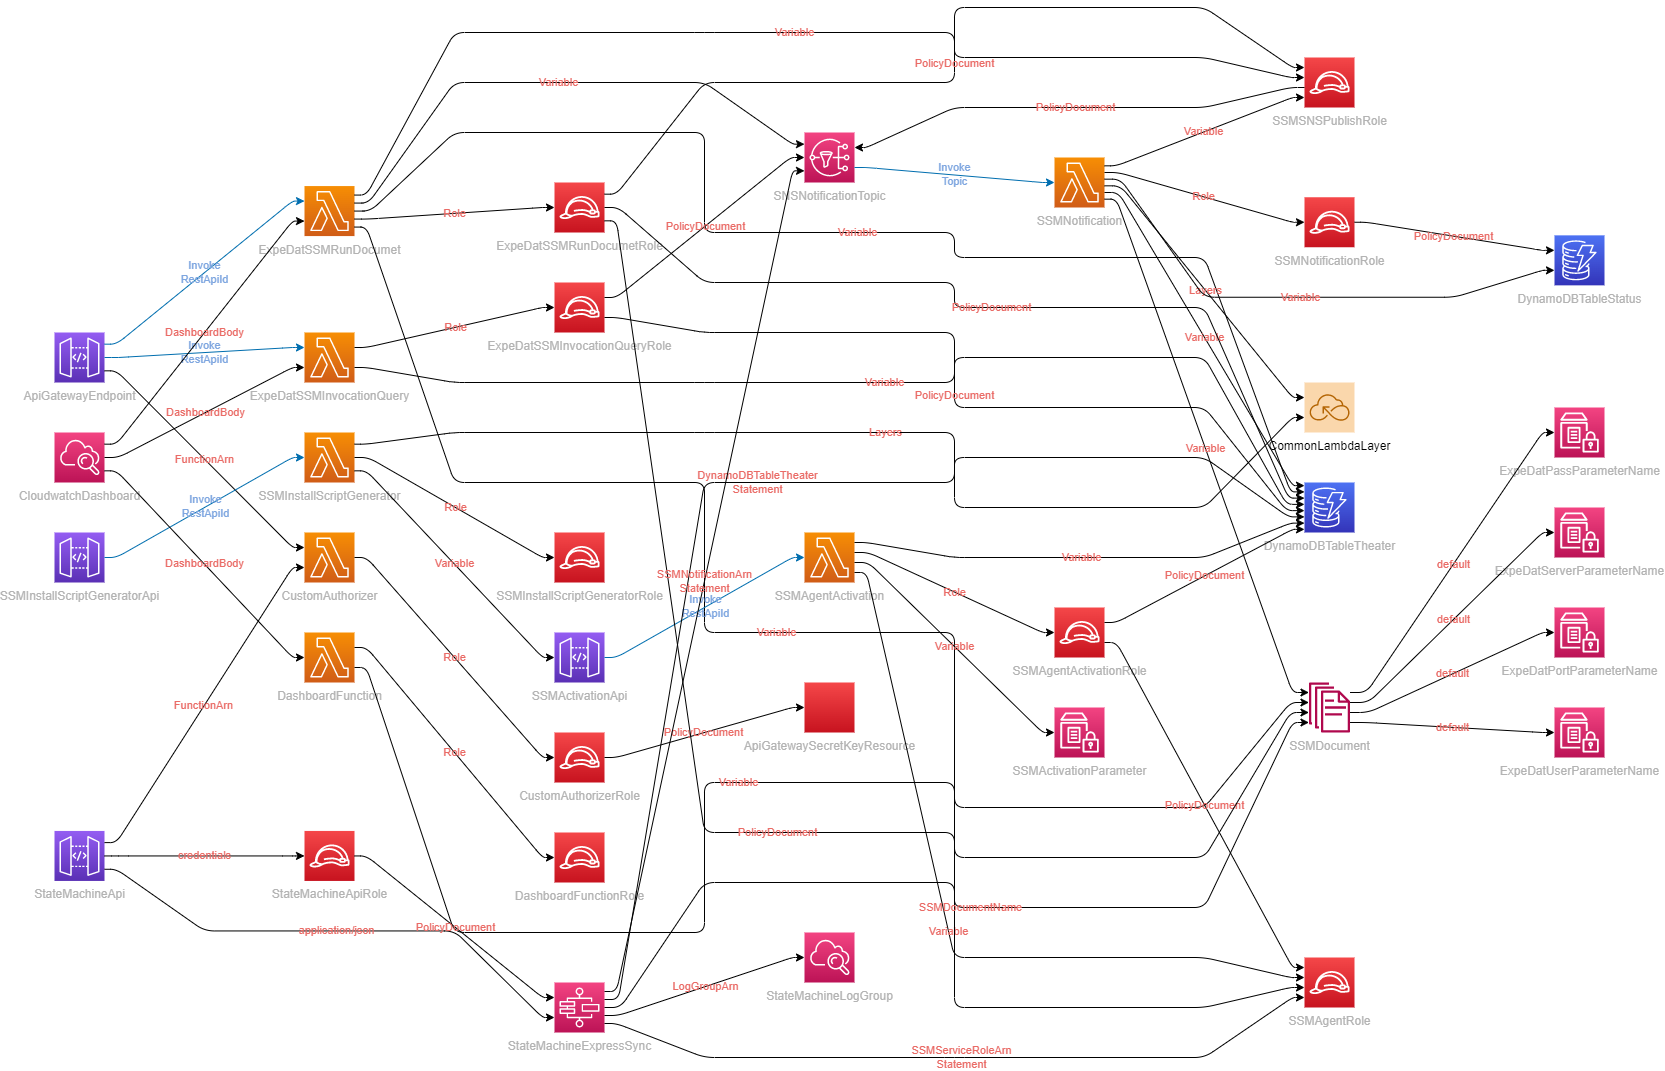 Variable
PolicyDocument
Variable
PolicyDocument
SSMSNSPublishRole
Variable
Invoke
Topic
SNSNotificationTopic
Role
SSMNotification
Role
ExpeDatSSMRunDocumet
ExpeDatSSMRunDocumetRole
PolicyDocument
Variable
PolicyDocument
SSMNotificationRole
Invoke
RestApiId
Layers
Variable
DynamoDBTableStatus
PolicyDocument
DashboardBody
Invoke
RestApiId
Role
ExpeDatSSMInvocationQueryRole
Variable
ApiGatewayEndpoint
ExpeDatSSMInvocationQuery
Variable
PolicyDocument
DashboardBody
Layers
CommonLambdaLayer
Variable
FunctionArn
ExpeDatPassParameterName
DynamoDBTableTheater
Statement
CloudwatchDashboard
SSMInstallScriptGenerator
Invoke
RestApiId
Role
DynamoDBTableTheater
DashboardBody
Variable
SSMNotificationArn
Statement
Variable
PolicyDocument
default
ExpeDatServerParameterName
SSMInstallScriptGeneratorApi
CustomAuthorizer
SSMInstallScriptGeneratorRole
Invoke
RestApiId
SSMAgentActivation
Role
Variable
Variable
default
Role
SSMAgentActivationRole
default
ExpeDatPortParameterName
DashboardFunction
SSMActivationApi
FunctionArn
PolicyDocument
ApiGatewaySecretKeyResource
default
SSMDocument
Role
SSMActivationParameter
ExpeDatUserParameterName
Variable
CustomAuthorizerRole
PolicyDocument
PolicyDocument
credentials
StateMachineApi
StateMachineApiRole
DashboardFunctionRole
SSMDocumentName
application/json
PolicyDocument
Variable
LogGroupArn
StateMachineLogGroup
SSMAgentRole
StateMachineExpressSync
SSMServiceRoleArn
Statement